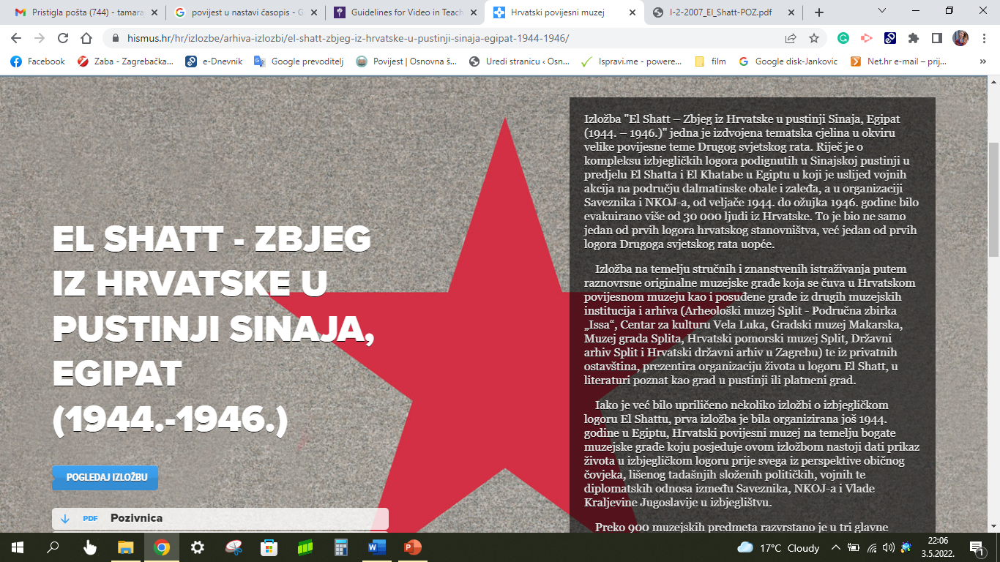 Pristigla pošta (744) - tamara
povijest u nastavi časopis - G
Guidelines for Video in Teach
Hrvatski povijesni muzej
I-2-2007_El_Shatt-POZ.pdf
hismus.hr/hr/izlozbe/arhiva-izlozbi/el-shatt-zbjeg-iz-hrvatske-u-pustinji-sinaja-egipat-1944-1946/
Facebook
Zaba - Zagrebačka...
e-Dnevnik
Google prevoditelj
Povijest | Osnovna š...
Uredi stranicu ‹ Osn...
Ispravi.me - powere...
film
Google disk-Jankovic
Net.hr e-mail – prij...
EL SHATT - ZBJEG
IZ HRVATSKE U
PUSTINJI SINAJA,
EGIPAT
(1944.-1946.)
POGLEDAJ IZLOŽBU
PDF Pozivnica
Izložba "El Shatt – Zbjeg iz Hrvatske u pustinji Sinaja, Egipat
(1944. – 1946.)" jedna je izdvojena tematska cjelina u okviru
velike povijesne teme Drugog svjetskog rata. Riječ je o
kompleksu izbjegličkih logora podignutih u Sinajskoj pustinji u
predjelu El Shatta i El Khatabe u Egiptu u koji je uslijed vojnih
akcija na području dalmatinske obale i zaleđa, a u organizaciji
Saveznika i NKOJ-a, od veljače 1944. do ožujka 1946. godine bilo
evakuirano više od 30 000 ljudi iz Hrvatske. To je bio ne samo
jedan od prvih logora hrvatskog stanovništva, već jedan od prvih
logora Drugoga svjetskog rata uopće.
Izložba na temelju stručnih i znanstvenih istraživanja putem
raznovrsne originalne muzejske građe koja se čuva u Hrvatskom
povijesnom muzeju kao i posuđene građe iz drugih muzejskih
institucija i arhiva (Arheološki muzej Split - Područna zbirka
„Issa“, Centar za kulturu Vela Luka, Gradski muzej Makarska,
Muzej grada Splita, Hrvatski pomorski muzej Split, Državni
arhiv Split i Hrvatski državni arhiv u Zagrebu) te iz privatnih
ostavština, prezentira organizaciju života u logoru El Shatt, u
literaturi poznat kao grad u pustinji ili platneni grad.
Iako je već bilo upriličeno nekoliko izložbi o izbjegličkom
logoru El Shattu, prva izložba je bila organizirana još 1944.
godine u Egiptu, Hrvatski povijesni muzej na temelju bogate
muzejske građe koju posjeduje ovom izložbom nastoji dati prikaz
života u izbjegličkom logoru prije svega iz perspektive običnog
čovjeka, lišenog tadašnjih složenih političkih, vojnih te
diplomatskih odnosa između Saveznika, NKOJ-a i Vlade
Kraljevine Jugoslavije u izbjeglištvu.
Preko 900 muzejskih predmeta razvrstano je u tri glavne
17°C Cloudy
22:06
3.5.2022.
1